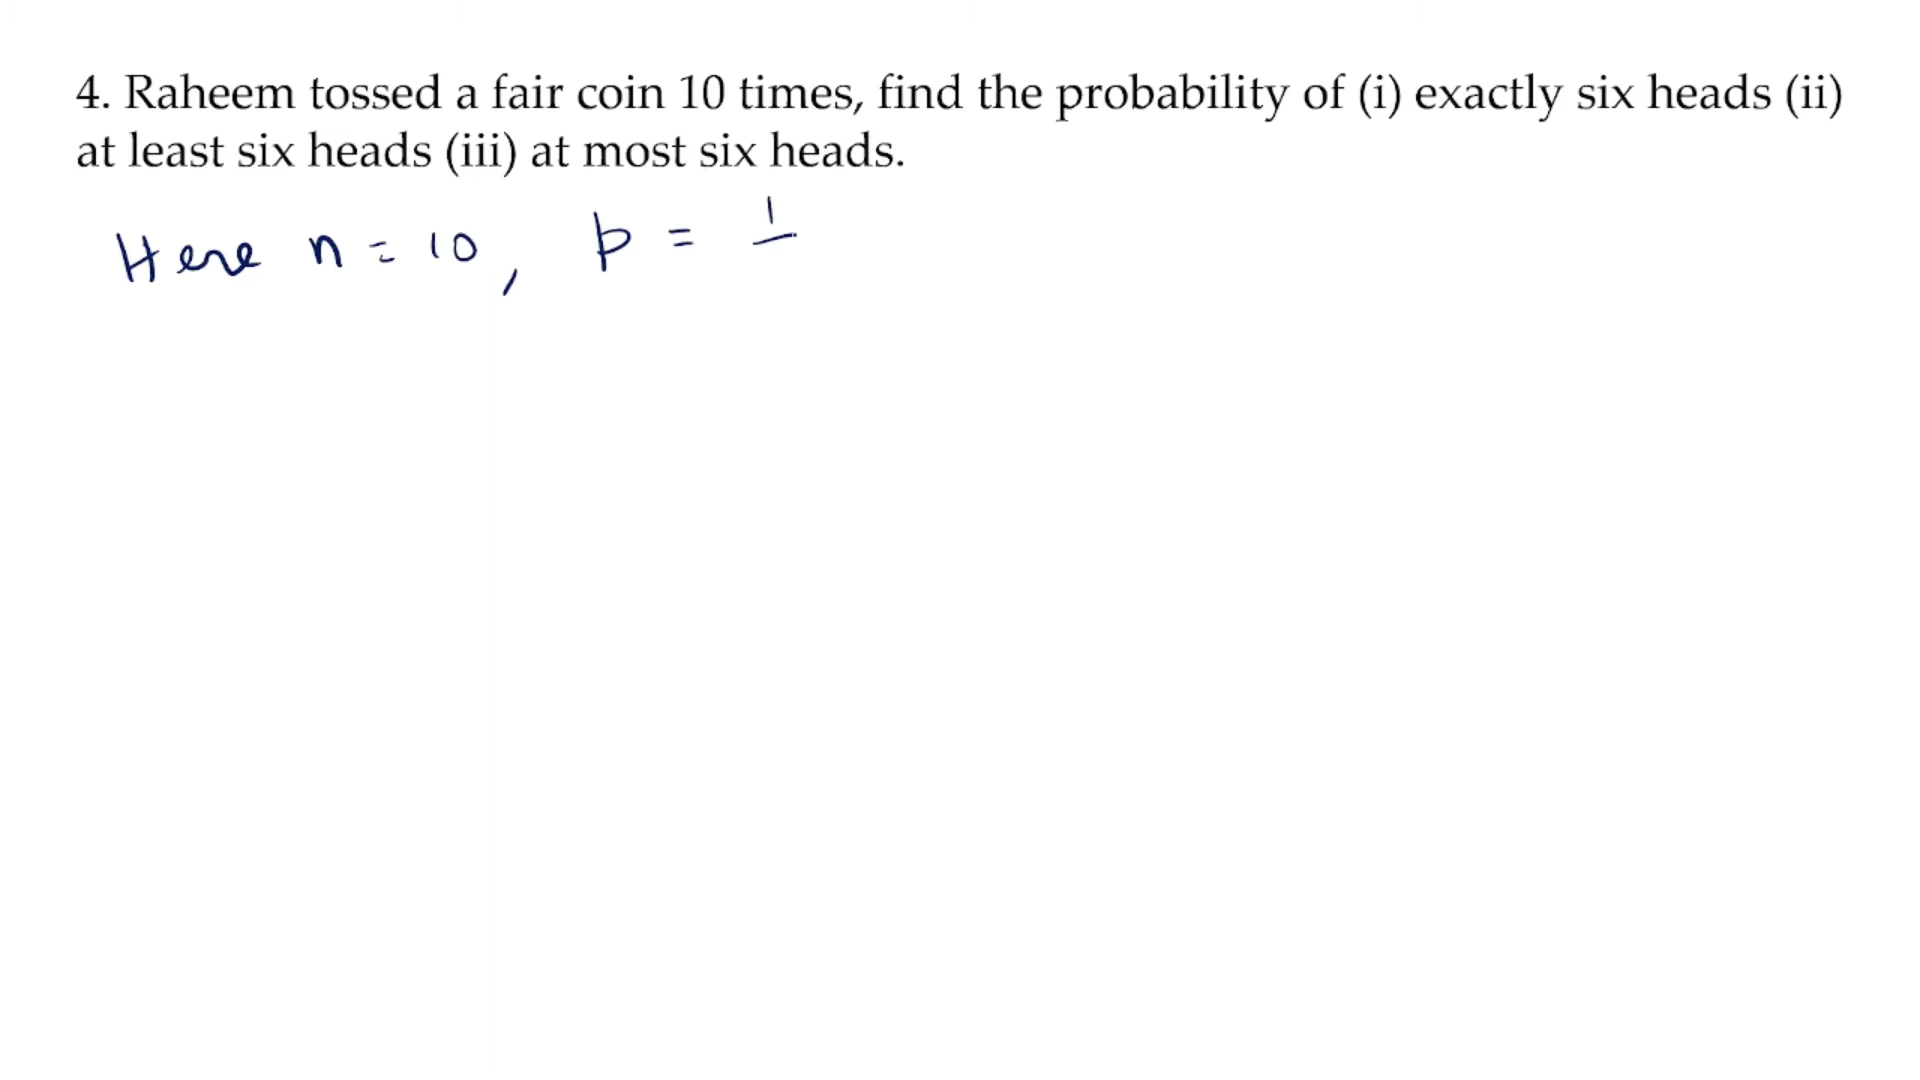 4. Raheem tossed a fair coin 10 times, find the probability of (i) exactly six heads (ii)
at least six heads (iii) at most six heads.
Here n = 10, p = 1/